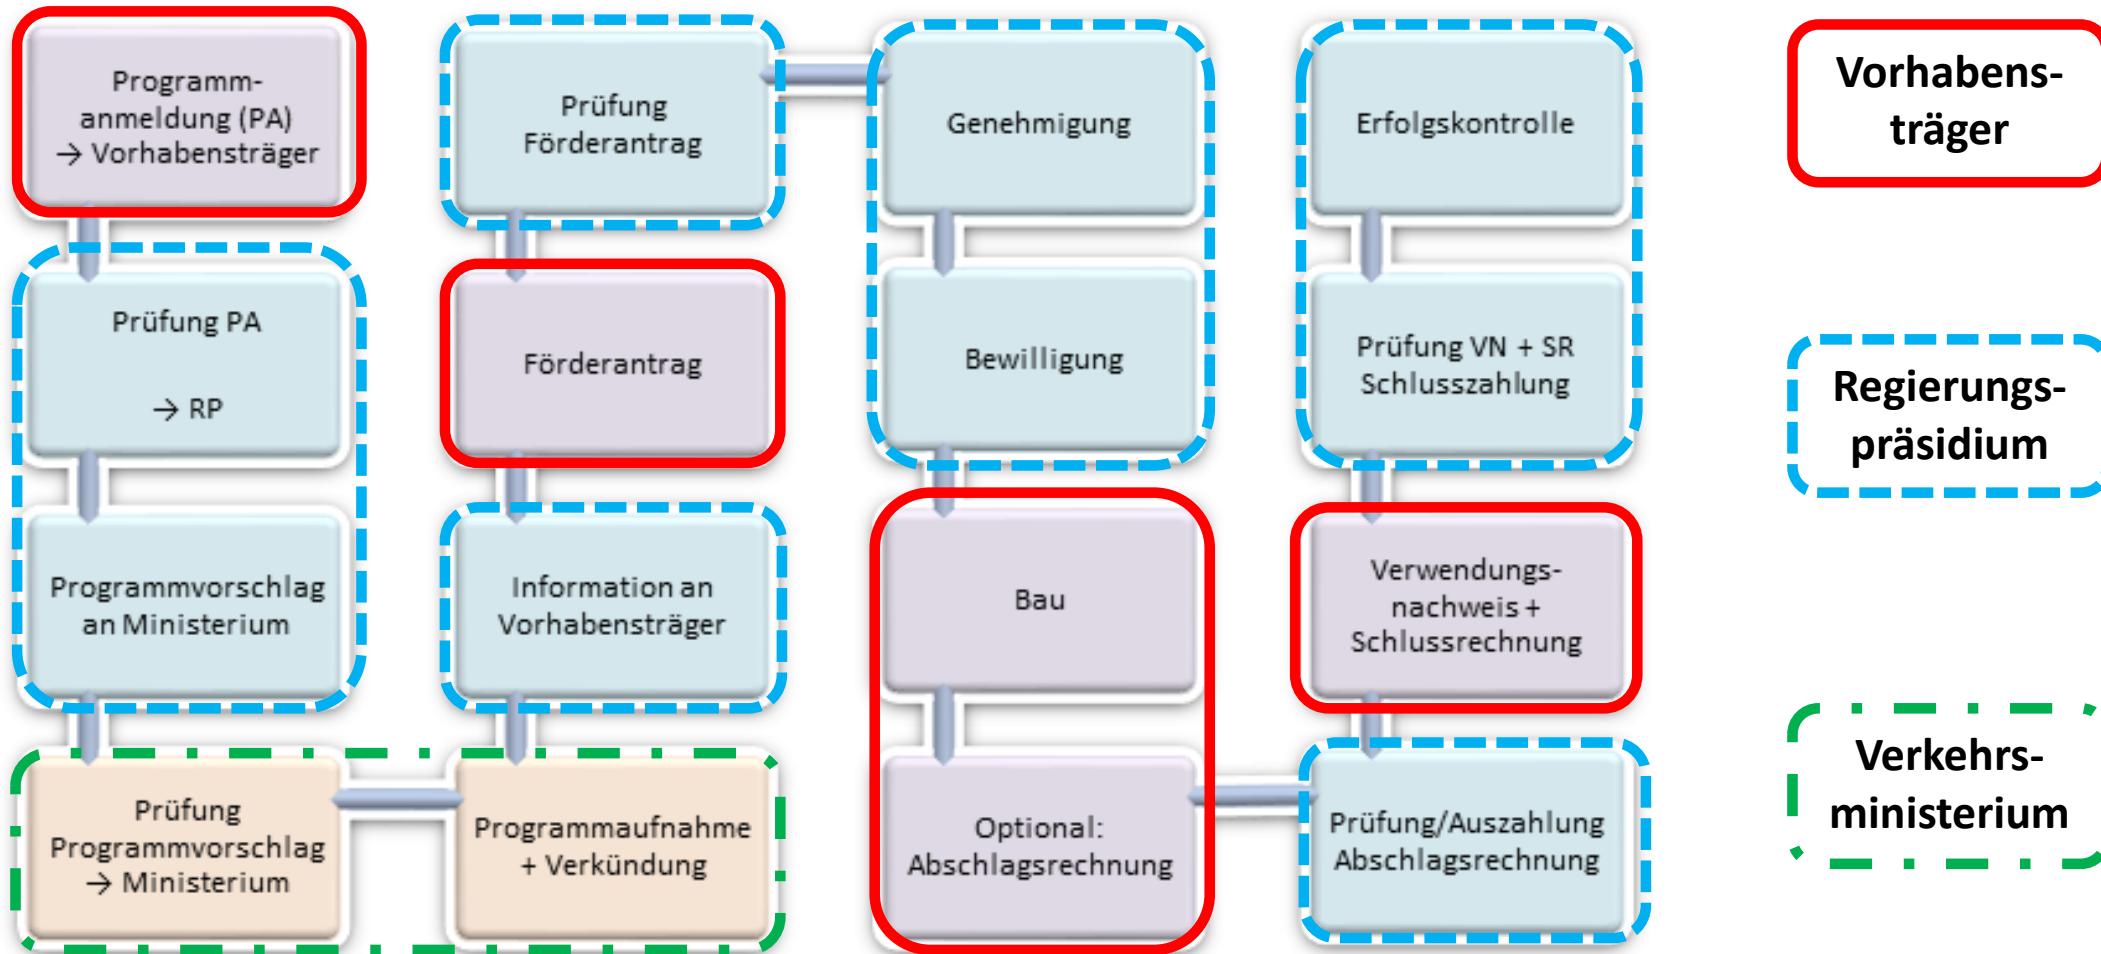 Programm-
anmeldung (PA)
→ Vorhabensträger
Prüfung PA
→ RP
Programmvorschlag
an Ministerium
Prüfung
Programmvorschlag
→ Ministerium
Programmaufnahme
+ Verkündung
Information an
Vorhabensträger
Förderantrag
Prüfung
Förderantrag
Genehmigung
Bewilligung
Bau
Optional:
Abschlagsrechnung
Prüfung/Auszahlung
Abschlagsrechnung
Verwendungs-
nachweis +
Schlussrechnung
Prüfung VN + SR
Schlusszahlung
Erfolgskontrolle
Vorhabens-
träger
Regierungs-
präsidium
Verkehrs-
ministerium